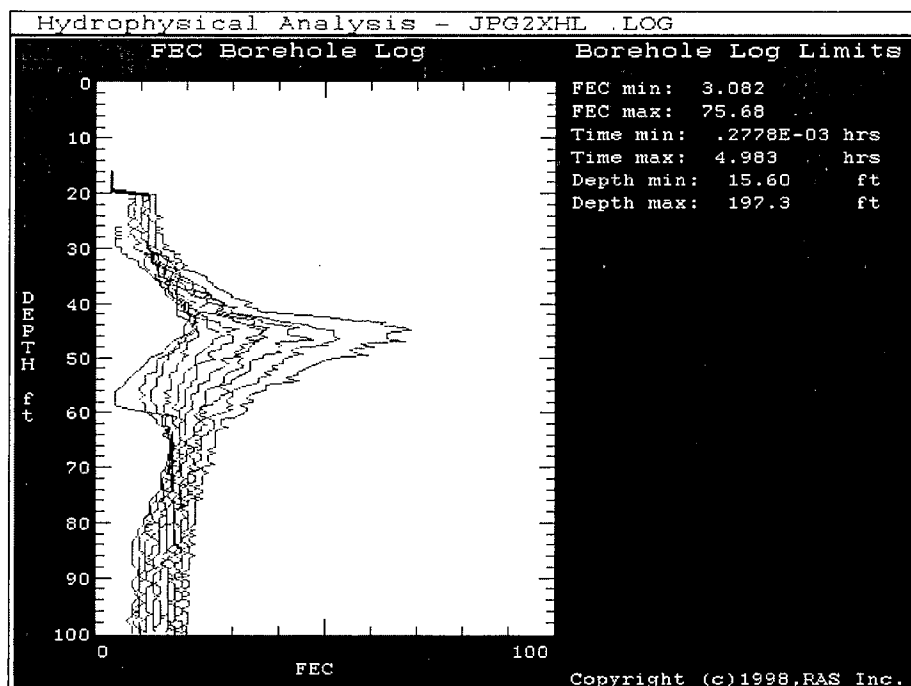 Hydrophysical Analysis - JPG2XHL .LOG
FEC Borehole Log
Borehole Log Limits
FEC min: 3.082
FEC max: 75.68
Time min: .2778E-03 hrs
Time max: 4.983 hrs
Depth min: 15.60 ft
Depth max: 197.3 ft
0
10
20
30
40
50
60
70
80
90
100
DEPTH ft
0
100
FEC
Copyright (c)1998,RAS Inc.